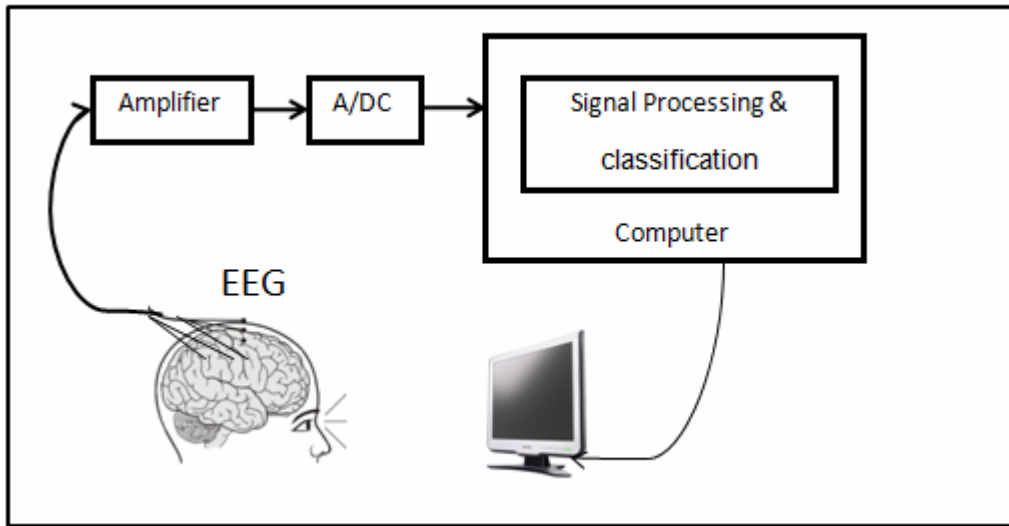 Amplifier
A/DC
Signal Processing &
classification
Computer
EEG